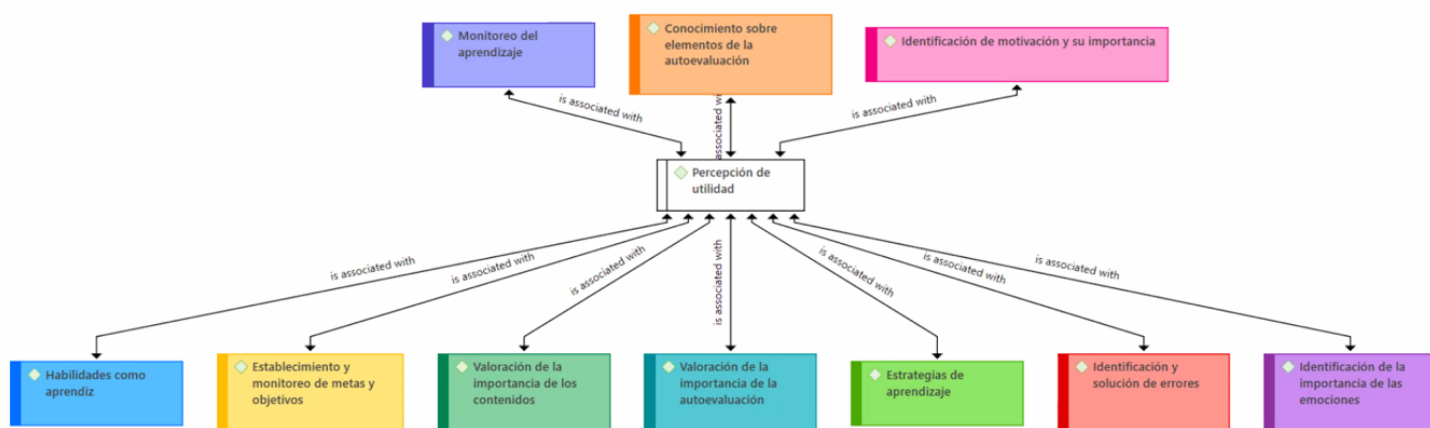 Monitoreo del
aprendizaje
Conocimiento sobre
elementos de la
autoevaluación
Identificación de motivación y su importancia
is associated with
associated wi
is associated with
Percepción de
utilidad
is associated with
is associated with
is associated with
is associated with
is associated with
is associated with
is associated with
Habilidades como
aprendiz
Establecimiento y
monitoreo de metas y
objetivos
Valoración de la
importancia de los
contenidos
Valoración de la
importancia de la
autoevaluación
Estrategias de
aprendizaje
Identificación y
solución de errores
Identificación de la
importancia de las
emociones